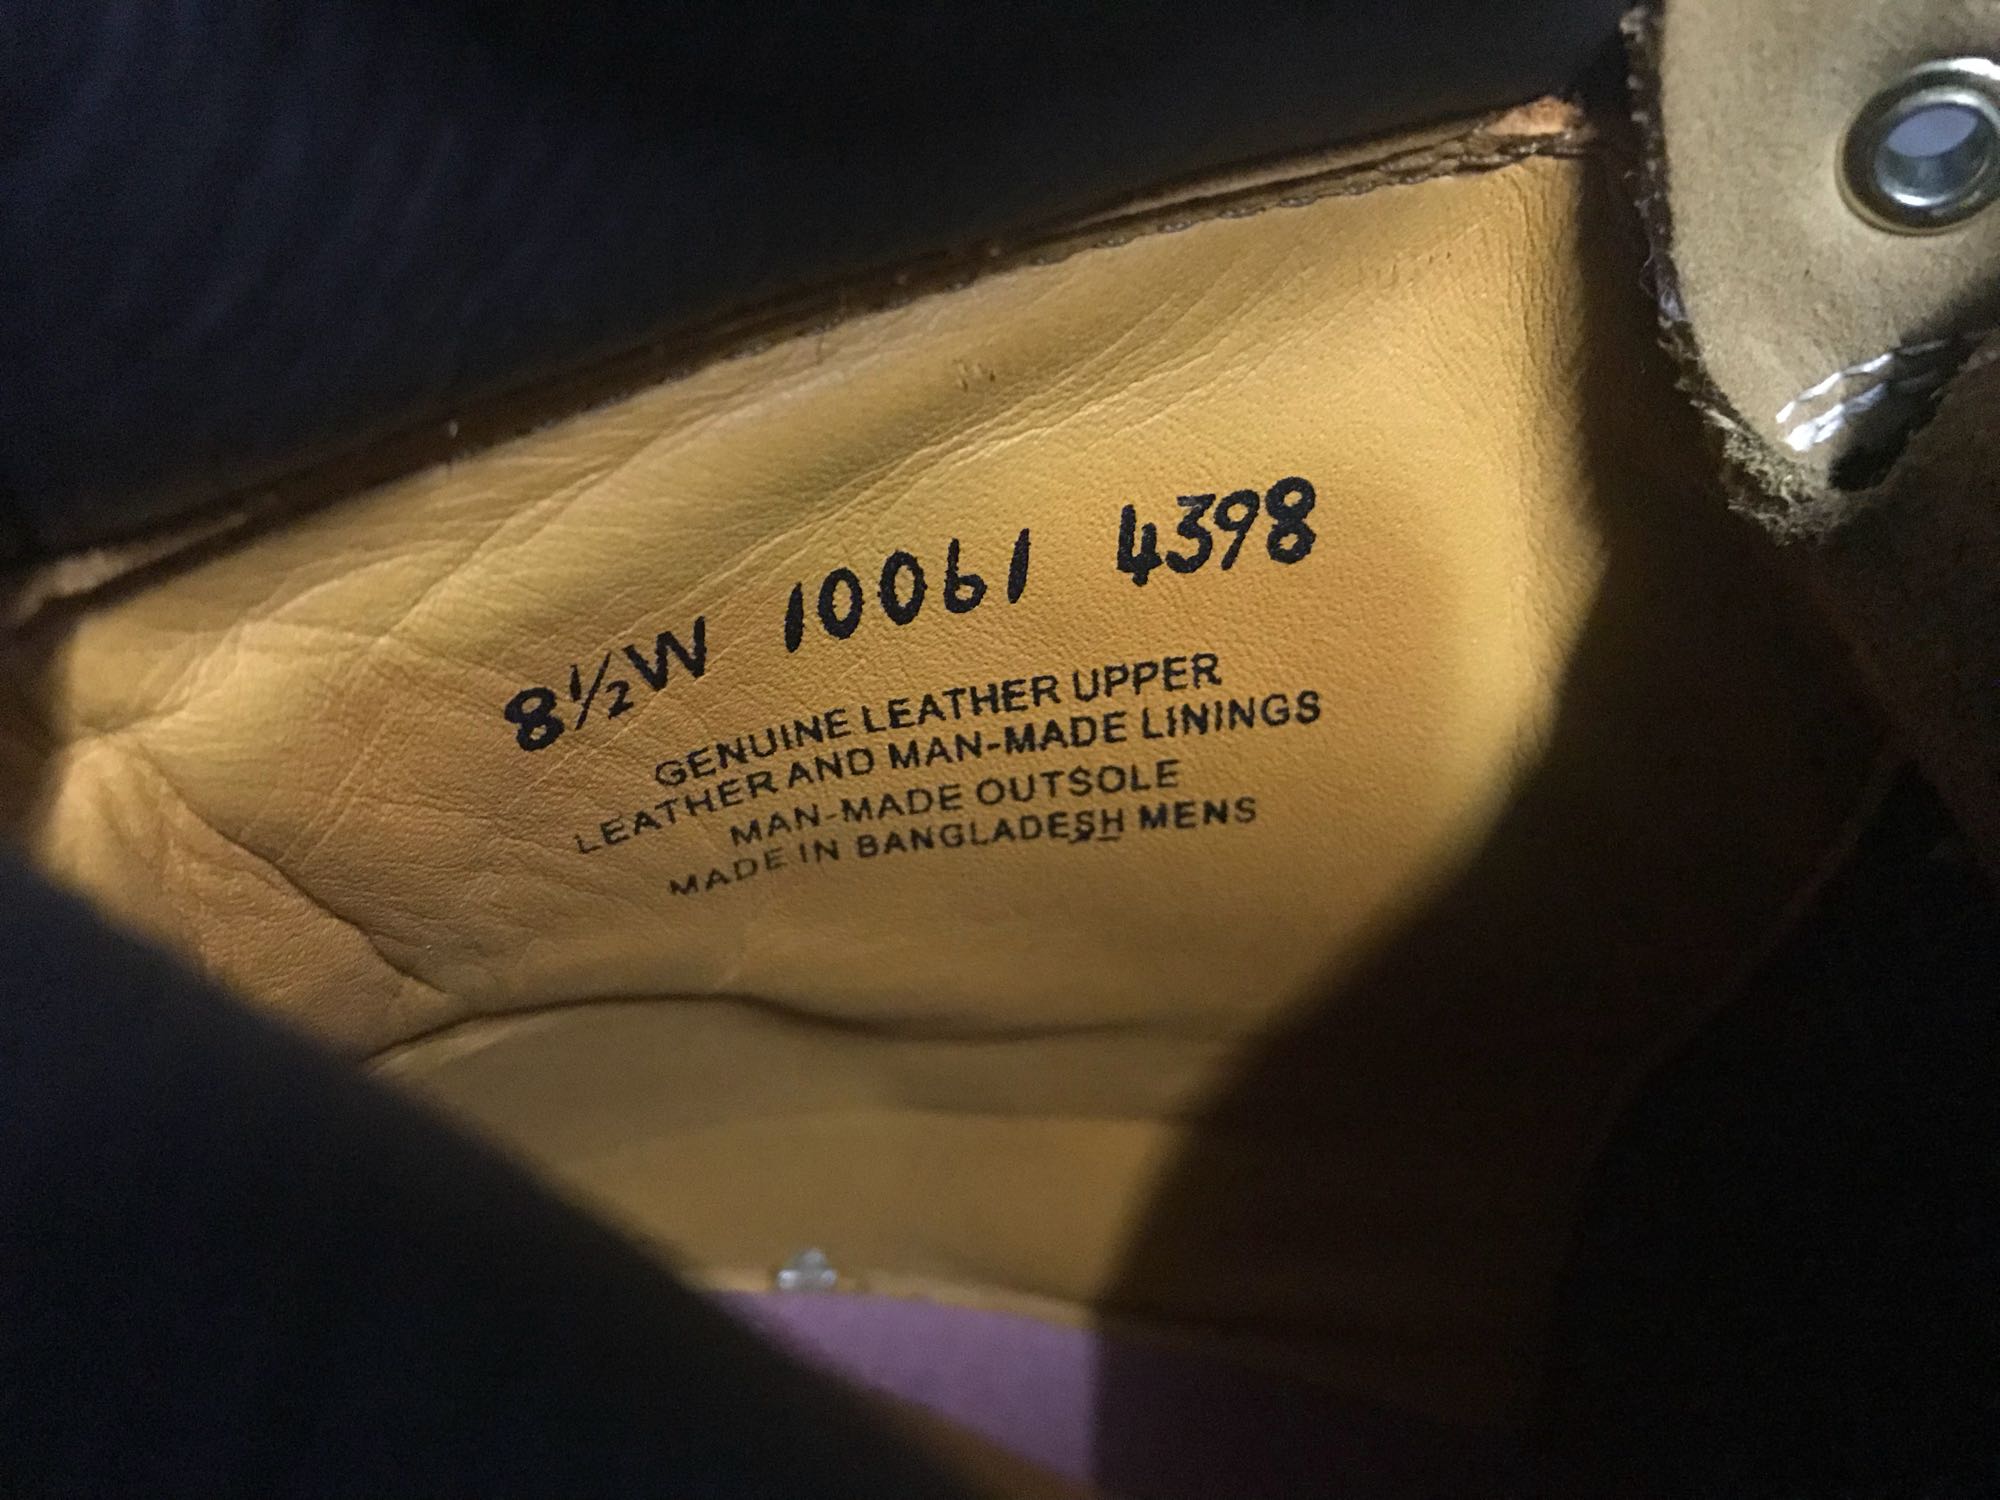 8½W 10061 4398
GENUINE LEATHER UPPER
LEATHER AND MAN-MADE LININGS
MAN-MADE OUTSOLE
MADE IN BANGLADESH MENS